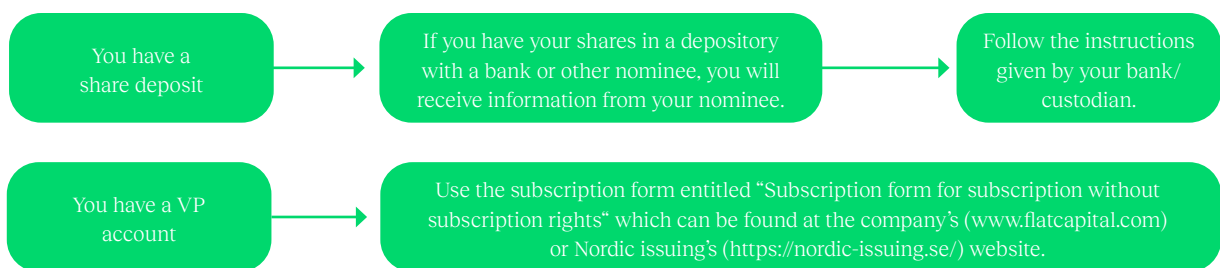 You have a
share deposit
If you have your shares in a depository
with a bank or other nominee, you will
receive information from your nominee.
Follow the instructions
given by your bank/
custodian.
You have a VP
account
Use the subscription form entitled “Subscription form for subscription without
subscription rights“ which can be found at the company’s (www.flatcapital.com)
or Nordic issuing’s (https://nordic-issuing.se/) website.